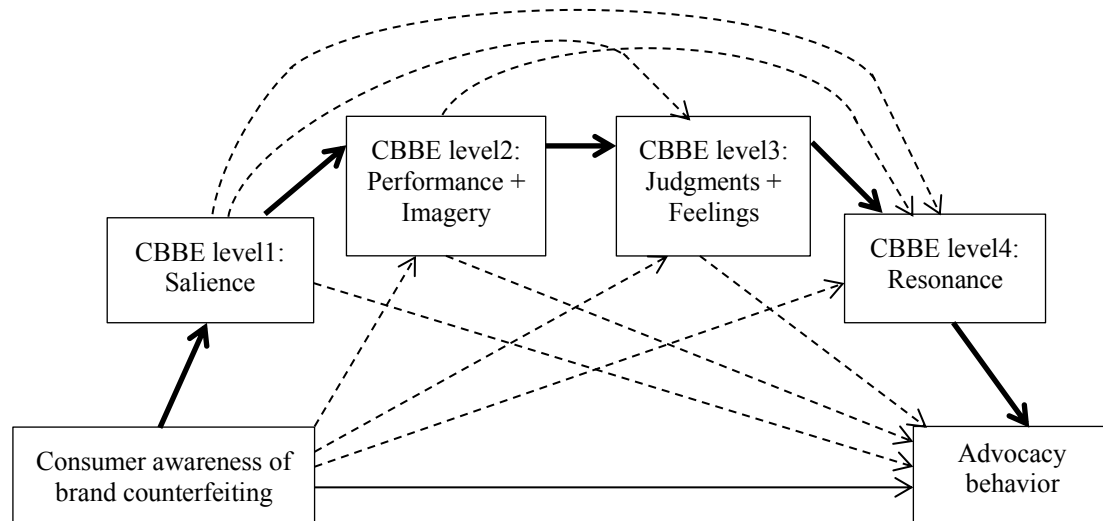 CBBE level2:
Performance +
Imagery
CBBE level3:
Judgments +
Feelings
CBBE level1:
Salience
CBBE level4:
Resonance
Consumer awareness of
brand counterfeiting
Advocacy
behavior